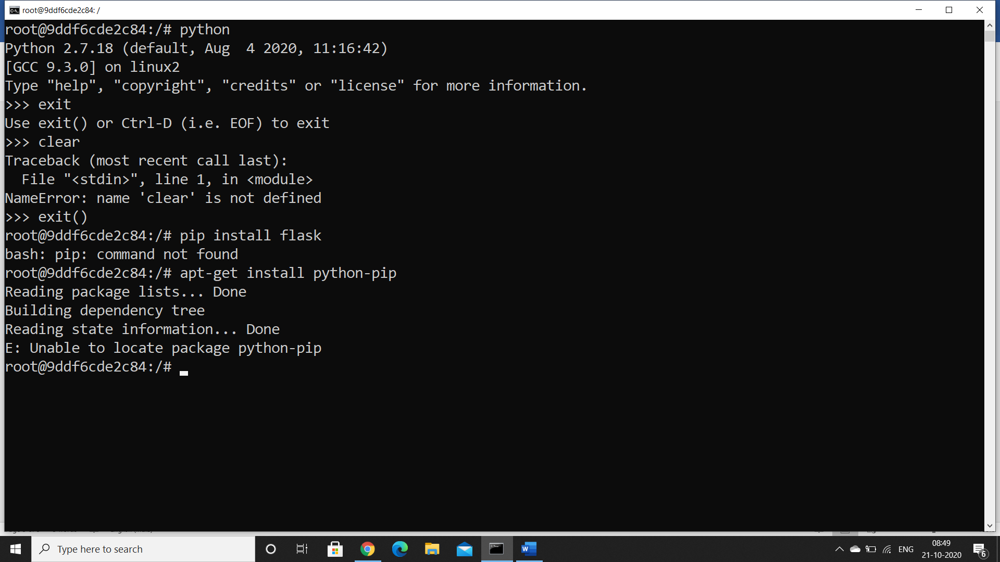 root@9ddf6cde2c84: /
root@9ddf6cde2c84:/# python
Python 2.7.18 (default, Aug  4 2020, 11:16:42)
[GCC 9.3.0] on linux2
Type "help", "copyright", "credits" or "license" for more information.
>>> exit
Use exit() or Ctrl-D (i.e. EOF) to exit
>>> clear
Traceback (most recent call last):
  File "<stdin>", line 1, in <module>
NameError: name 'clear' is not defined
>>> exit()
root@9ddf6cde2c84:/# pip install flask
bash: pip: command not found
root@9ddf6cde2c84:/# apt-get install python-pip
Reading package lists... Done
Building dependency tree
Reading state information... Done
E: Unable to locate package python-pip
root@9ddf6cde2c84:/#
Type here to search
ENG
08:49
21-10-2020
6